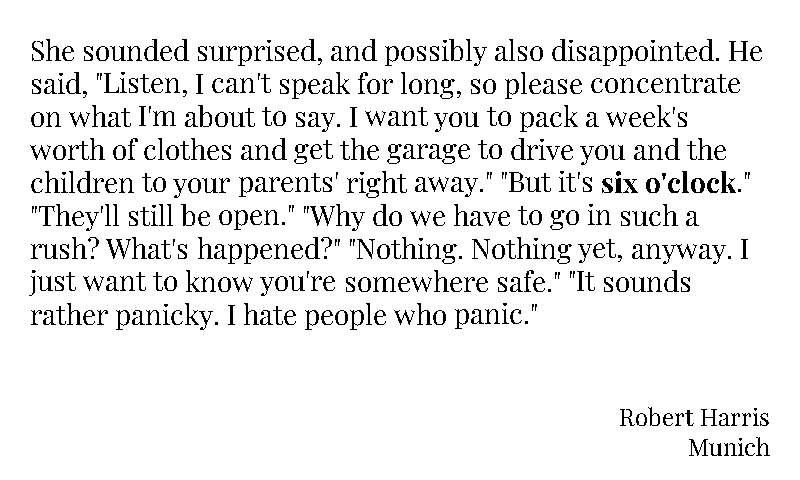 She sounded surprised, and possibly also disappointed. He
said, "Listen, I can't speak for long, so please concentrate
on what I'm about to say. I want you to pack a week's
worth of clothes and get the garage to drive you and the
children to your parents' right away." "But it's six o'clock."
"They'll still be open." "Why do we have to go in such a
rush? What's happened?" "Nothing. Nothing yet, anyway. I
just want to know you're somewhere safe." "It sounds
rather panicky. I hate people who panic."
Robert Harris
Munich